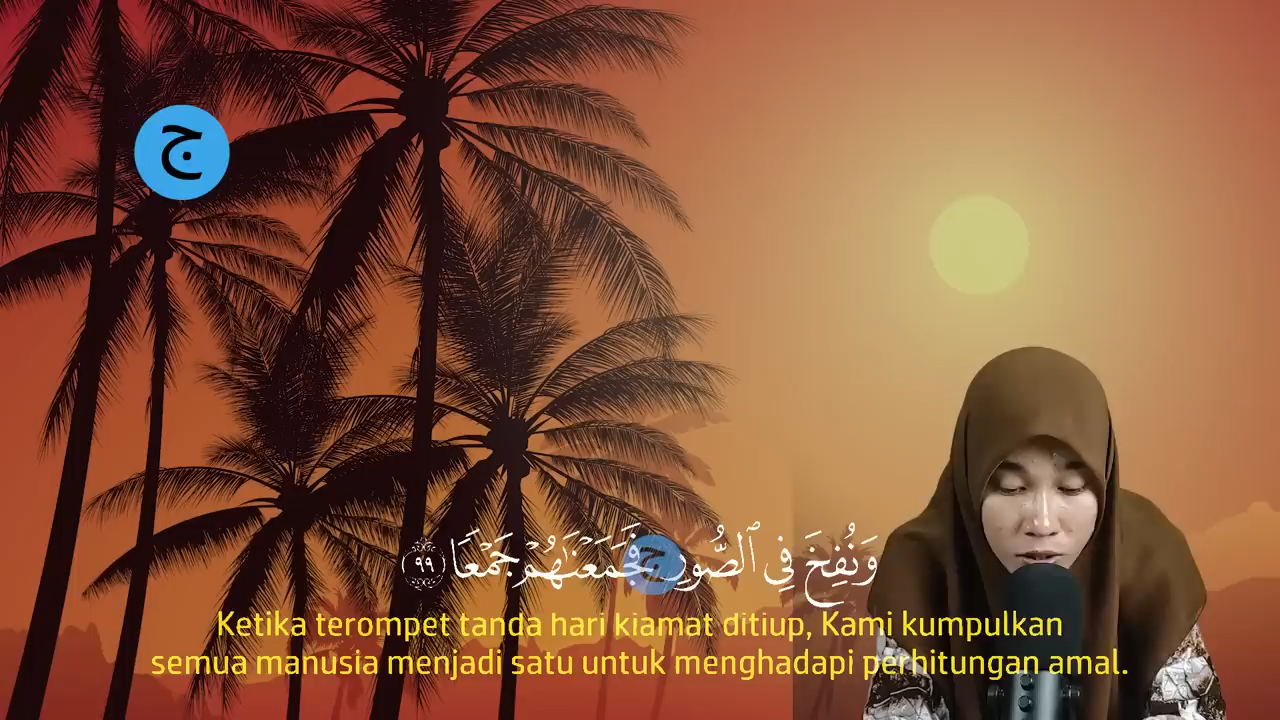 ج
وَنُفِخَ فِي ٱلصُّورِ فَجَمَعْنَٰهُمْ جَمْعًا ٩٩
Ketika terompet tanda hari kiamat ditiup, Kami kumpulkan
semua manusia menjadi satu untuk menghadapi perhitungan amal.